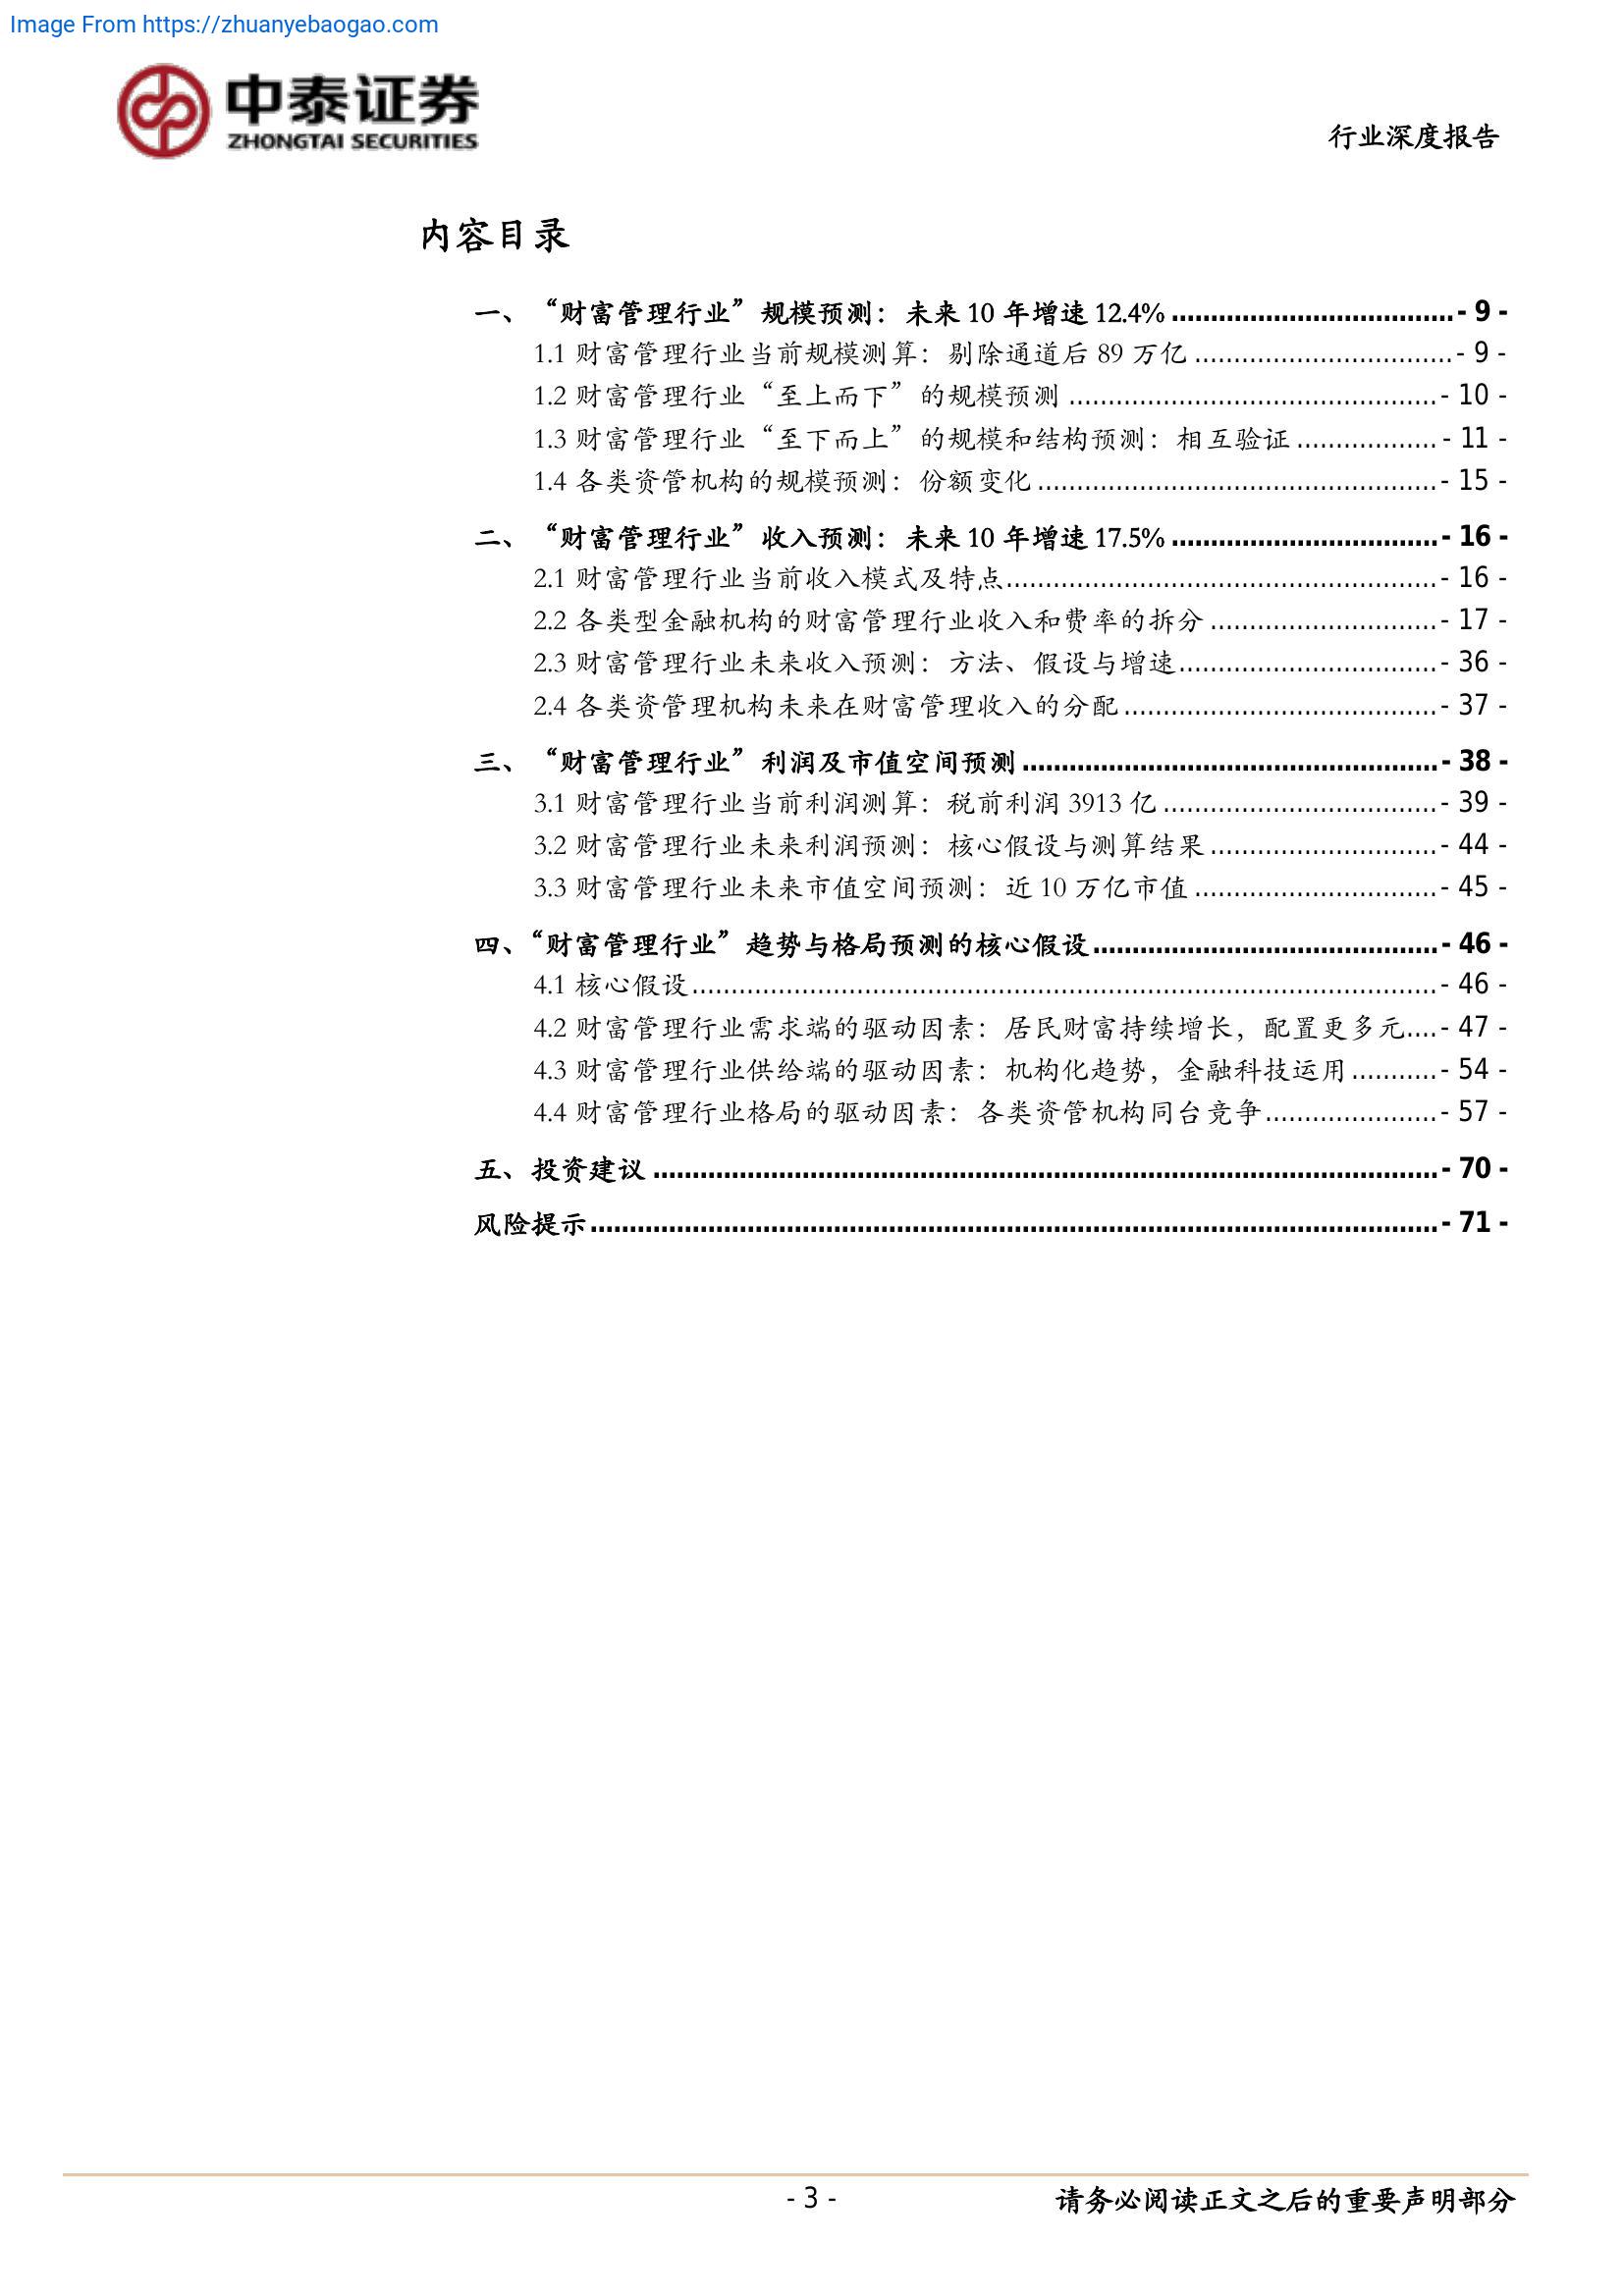 Image From https://zhuanyebaogao.com
中泰证券
ZHONGTAI SECURITIES
行业深度报告
内容目录
一、“财富管理行业”规模预测：未来 10 年增速 12.4%....................................- 9 -
1.1 财富管理行业当前规模测算：剔除通道后 89 万亿.................................- 9 -
1.2 财富管理行业“至上而下”的规模预测...............................................- 10 -
1.3 财富管理行业“至下而上”的规模和结构预测：相互验证..................- 11 -
1.4 各类资管机构的规模预测：份额变化...................................................- 15 -
二、“财富管理行业”收入预测：未来 10 年增速 17.5%..................................- 16 -
2.1 财富管理行业当前收入模式及特点.......................................................- 16 -
2.2 各类型金融机构的财富管理行业收入和费率的拆分.............................- 17 -
2.3 财富管理行业未来收入预测：方法、假设与增速.................................- 36 -
2.4 各类资管理机构未来在财富管理收入的分配........................................- 37 -
三、“财富管理行业”利润及市值空间预测.....................................................- 38 -
3.1 财富管理行业当前利润测算：税前利润 3913 亿...................................- 39 -
3.2 财富管理行业未来利润预测：核心假设与测算结果.............................- 44 -
3.3 财富管理行业未来市值空间预测：近 10 万亿市值...............................- 45 -
四、“财富管理行业”趋势与格局预测的核心假设............................................- 46 -
4.1 核心假设...............................................................................................- 46 -
4.2 财富管理行业需求端的驱动因素：居民财富持续增长，配置更多元....- 47 -
4.3 财富管理行业供给端的驱动因素：机构化趋势，金融科技运用...........- 54 -
4.4 财富管理行业格局的驱动因素：各类资管机构同台竞争......................- 57 -
五、投资建议....................................................................................................- 70 -
风险提示............................................................................................................- 71 -
- 3 -
请务必阅读正文之后的重要声明部分